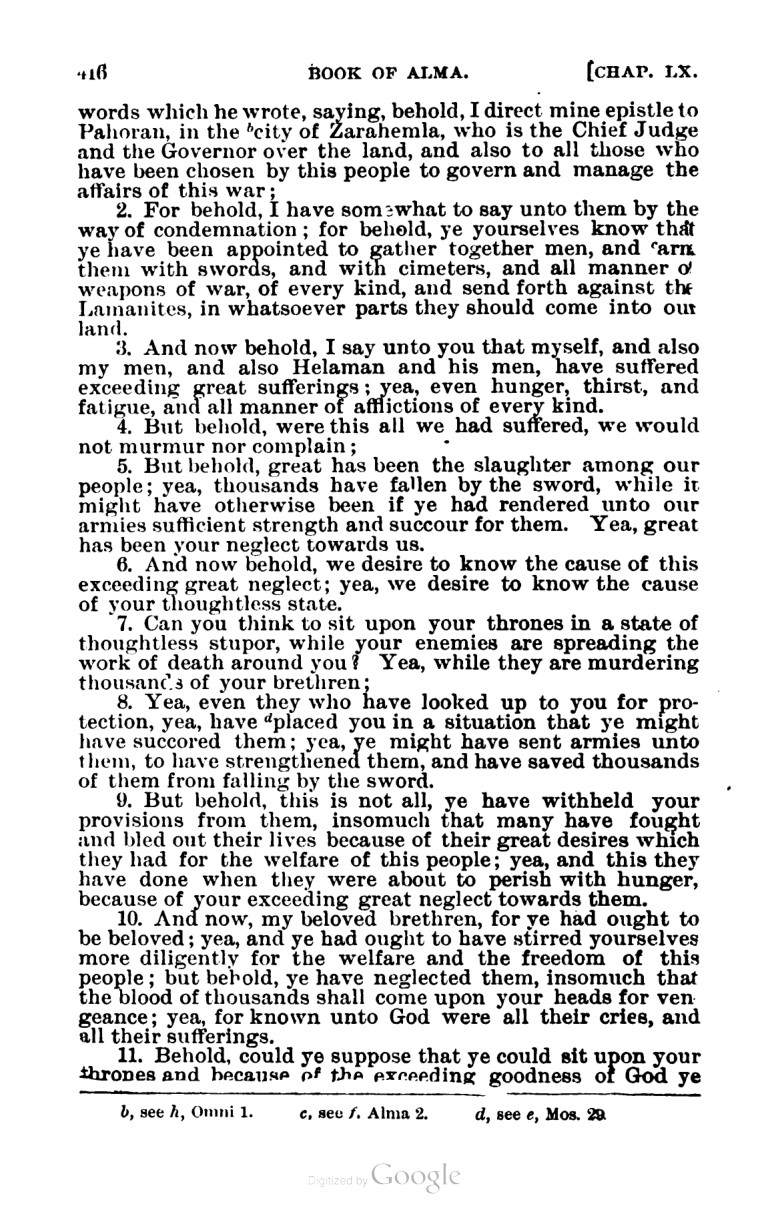 416 BOOK OF ALMA. [CHAP. LX.
words which he wrote, saying, behold, I direct mine epistle to
Pahoran, in the ᵇcity of Zarahemla, who is the Chief Judge
and the Governor over the land, and also to all those who
have been chosen by this people to govern and manage the
affairs of this war;
2. For behold, I have somewhat to say unto them by the
way of condemnation; for behold, ye yourselves know that
ye have been appointed to gather together men, and ᶜarm
them with swords, and with cimeters, and all manner of
weapons of war, of every kind, and send forth against the
Lamanites, in whatsoever parts they should come into our
land.
3. And now behold, I say unto you that myself, and also
my men, and also Helaman and his men, have suffered
exceeding great sufferings; yea, even hunger, thirst, and
fatigue, and all manner of afflictions of every kind.
4. But behold, were this all we had suffered, we would
not murmur nor complain;
5. But behold, great has been the slaughter among our
people; yea, thousands have fallen by the sword, while it
might have otherwise been if ye had rendered unto our
armies sufficient strength and succour for them. Yea, great
has been your neglect towards us.
6. And now behold, we desire to know the cause of this
exceeding great neglect; yea, we desire to know the cause
of your thoughtless state.
7. Can you think to sit upon your thrones in a state of
thoughtless stupor, while your enemies are spreading the
work of death around you? Yea, while they are murdering
thousands of your brethren;
8. Yea, even they who have looked up to you for pro-
tection, yea, have ᵈplaced you in a situation that ye might
have succored them; yea, ye might have sent armies unto
them, to have strengthened them, and have saved thousands
of them from falling by the sword.
9. But behold, this is not all, ye have withheld your
provisions from them, insomuch that many have fought
and bled out their lives because of their great desires which
they had for the welfare of this people; yea, and this they
have done when they were about to perish with hunger,
because of your exceeding great neglect towards them.
10. And now, my beloved brethren, for ye had ought to
be beloved; yea, and ye had ought to have stirred yourselves
more diligently for the welfare and the freedom of this
people; but behold, ye have neglected them, insomuch that
the blood of thousands shall come upon your heads for ven-
geance; yea, for known unto God were all their cries, and
all their sufferings.
11. Behold, could ye suppose that ye could sit upon your
thrones and because of the exceeding goodness of God ye
b, see h, Omni 1. c, see f. Alma 2. d, see e, Mos. 29.
Digitized by Google